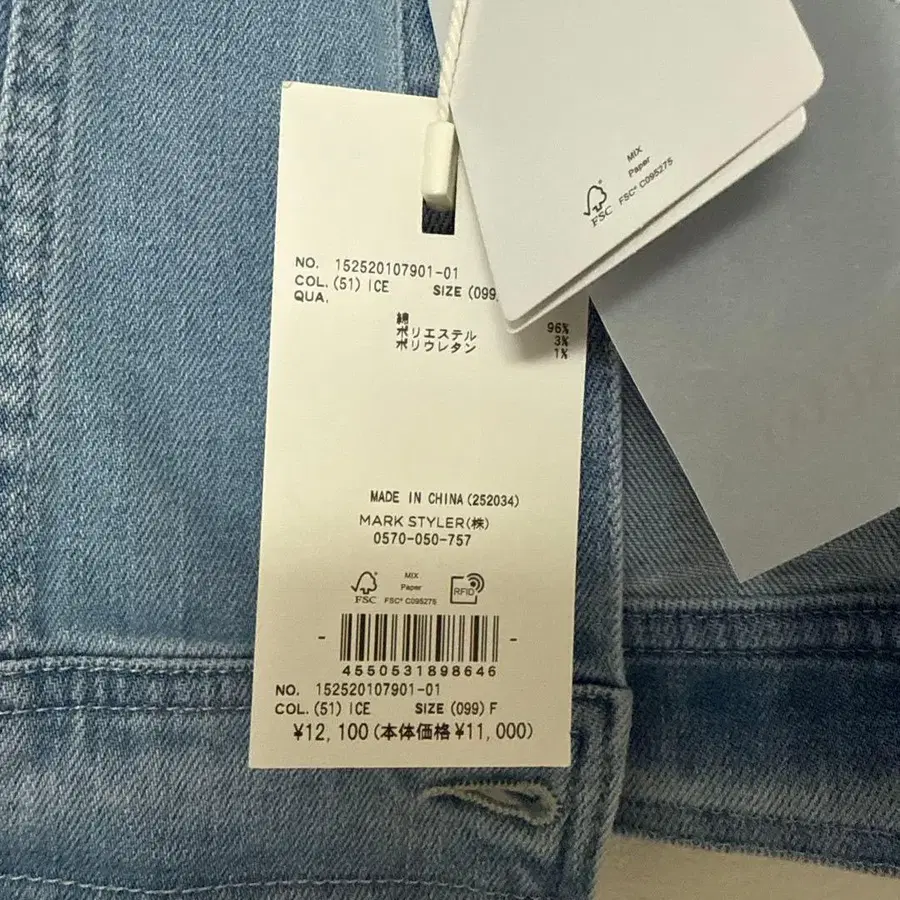 MIX
Paper
FSC® C095275
FSC
NO. 152520107901-01
COL. (51) ICE SIZE (099)
QUA.
綿 96%
ポリエステル 3%
ポリウレタン 1%
MADE IN CHINA (252034)
MARK STYLER(株)
0570-050-757
FSC
MIX
Paper
FSC® C095275
RFID
4550531898646
NO. 152520107901-01
COL. (51) ICE SIZE (099) F
¥12,100(本体価格¥11,000)